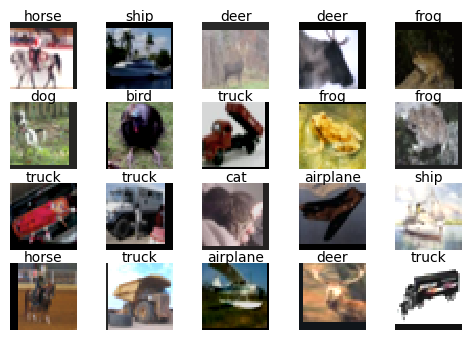 horse ship deer deer frog
dog bird truck frog frog
truck truck cat airplane ship
horse truck airplane deer truck